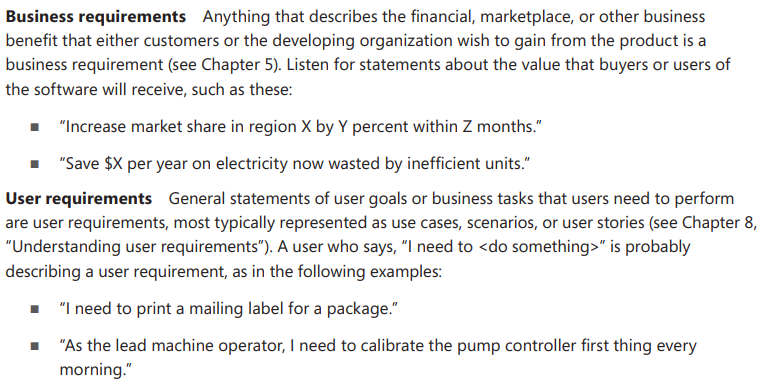 Business requirements Anything that describes the financial, marketplace, or other business
benefit that either customers or the developing organization wish to gain from the product is a
business requirement (see Chapter 5). Listen for statements about the value that buyers or users of
the software will receive, such as these:
■ “Increase market share in region X by Y percent within Z months.”
■ “Save $X per year on electricity now wasted by inefficient units.”
User requirements General statements of user goals or business tasks that users need to perform
are user requirements, most typically represented as use cases, scenarios, or user stories (see Chapter 8,
“Understanding user requirements”). A user who says, “I need to <do something>” is probably
describing a user requirement, as in the following examples:
■ “I need to print a mailing label for a package.”
■ “As the lead machine operator, I need to calibrate the pump controller first thing every
morning.”